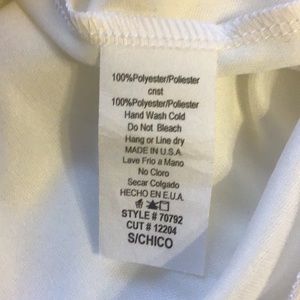 100%Polyester/Poliester
crist
100%Polyester/Poliester
Hand Wash Cold
Do Not Bleach
Hang or Line dry
MADE IN U.S.A.
Lave Frio a Mano
No Cloro
Secar Colgado
HECHO EN E.U.A.
STYLE # 70792
CUT # 12204
S/CHICO